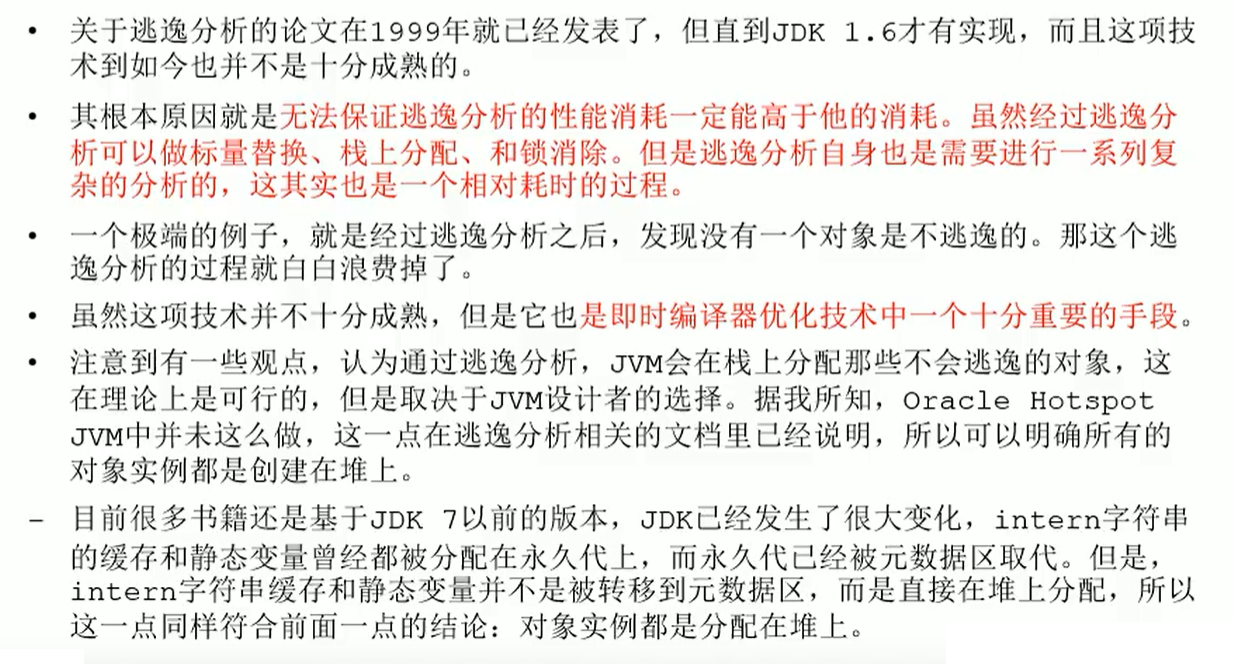 • 关于逃逸分析的论文在1999年就已经发表了，但直到JDK 1.6才有实现，而且这项技
术到如今也并不是十分成熟的。
• 其根本原因就是无法保证逃逸分析的性能消耗一定能高于他的消耗。虽然经过逃逸分
析可以做标量替换、栈上分配、和锁消除。但是逃逸分析自身也是需要进行一系列复
杂的分析的，这其实也是一个相对耗时的过程。
• 一个极端的例子，就是经过逃逸分析之后，发现没有一个对象是不逃逸的。那这个逃
逸分析的过程就白白浪费掉了。
• 虽然这项技术并不十分成熟，但是它也是即时编译器优化技术中一个十分重要的手段。
• 注意到有一些观点，认为通过逃逸分析，JVM会在栈上分配那些不会逃逸的对象，这
在理论上是可行的，但是取决于JVM设计者的选择。据我所知，Oracle Hotspot
JVM中并未这么做，这一点在逃逸分析相关的文档里已经说明，所以可以明确所有的
对象实例都是创建在堆上。
– 目前很多书籍还是基于JDK 7以前的版本，JDK已经发生了很大变化，intern字符串
的缓存和静态变量曾经都被分配在永久代上，而永久代已经被元数据区取代。但是，
intern字符串缓存和静态变量并不是被转移到元数据区，而是直接在堆上分配，所以
这一点同样符合前面一点的结论：对象实例都是分配在堆上。